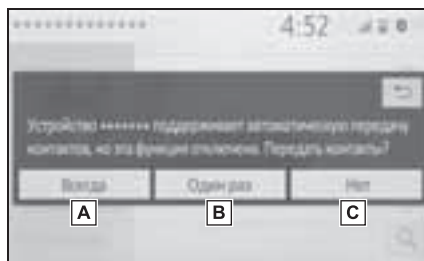 ************** 4:52
Устройство ******* поддерживает автоматическую передачу
контактов, но эта функция отключена. Передать контакты?
Всегда Один раз Нет
A B C